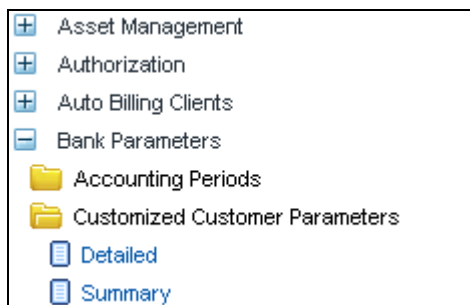 Asset Management
Authorization
Auto Billing Clients
Bank Parameters
Accounting Periods
Customized Customer Parameters
Detailed
Summary